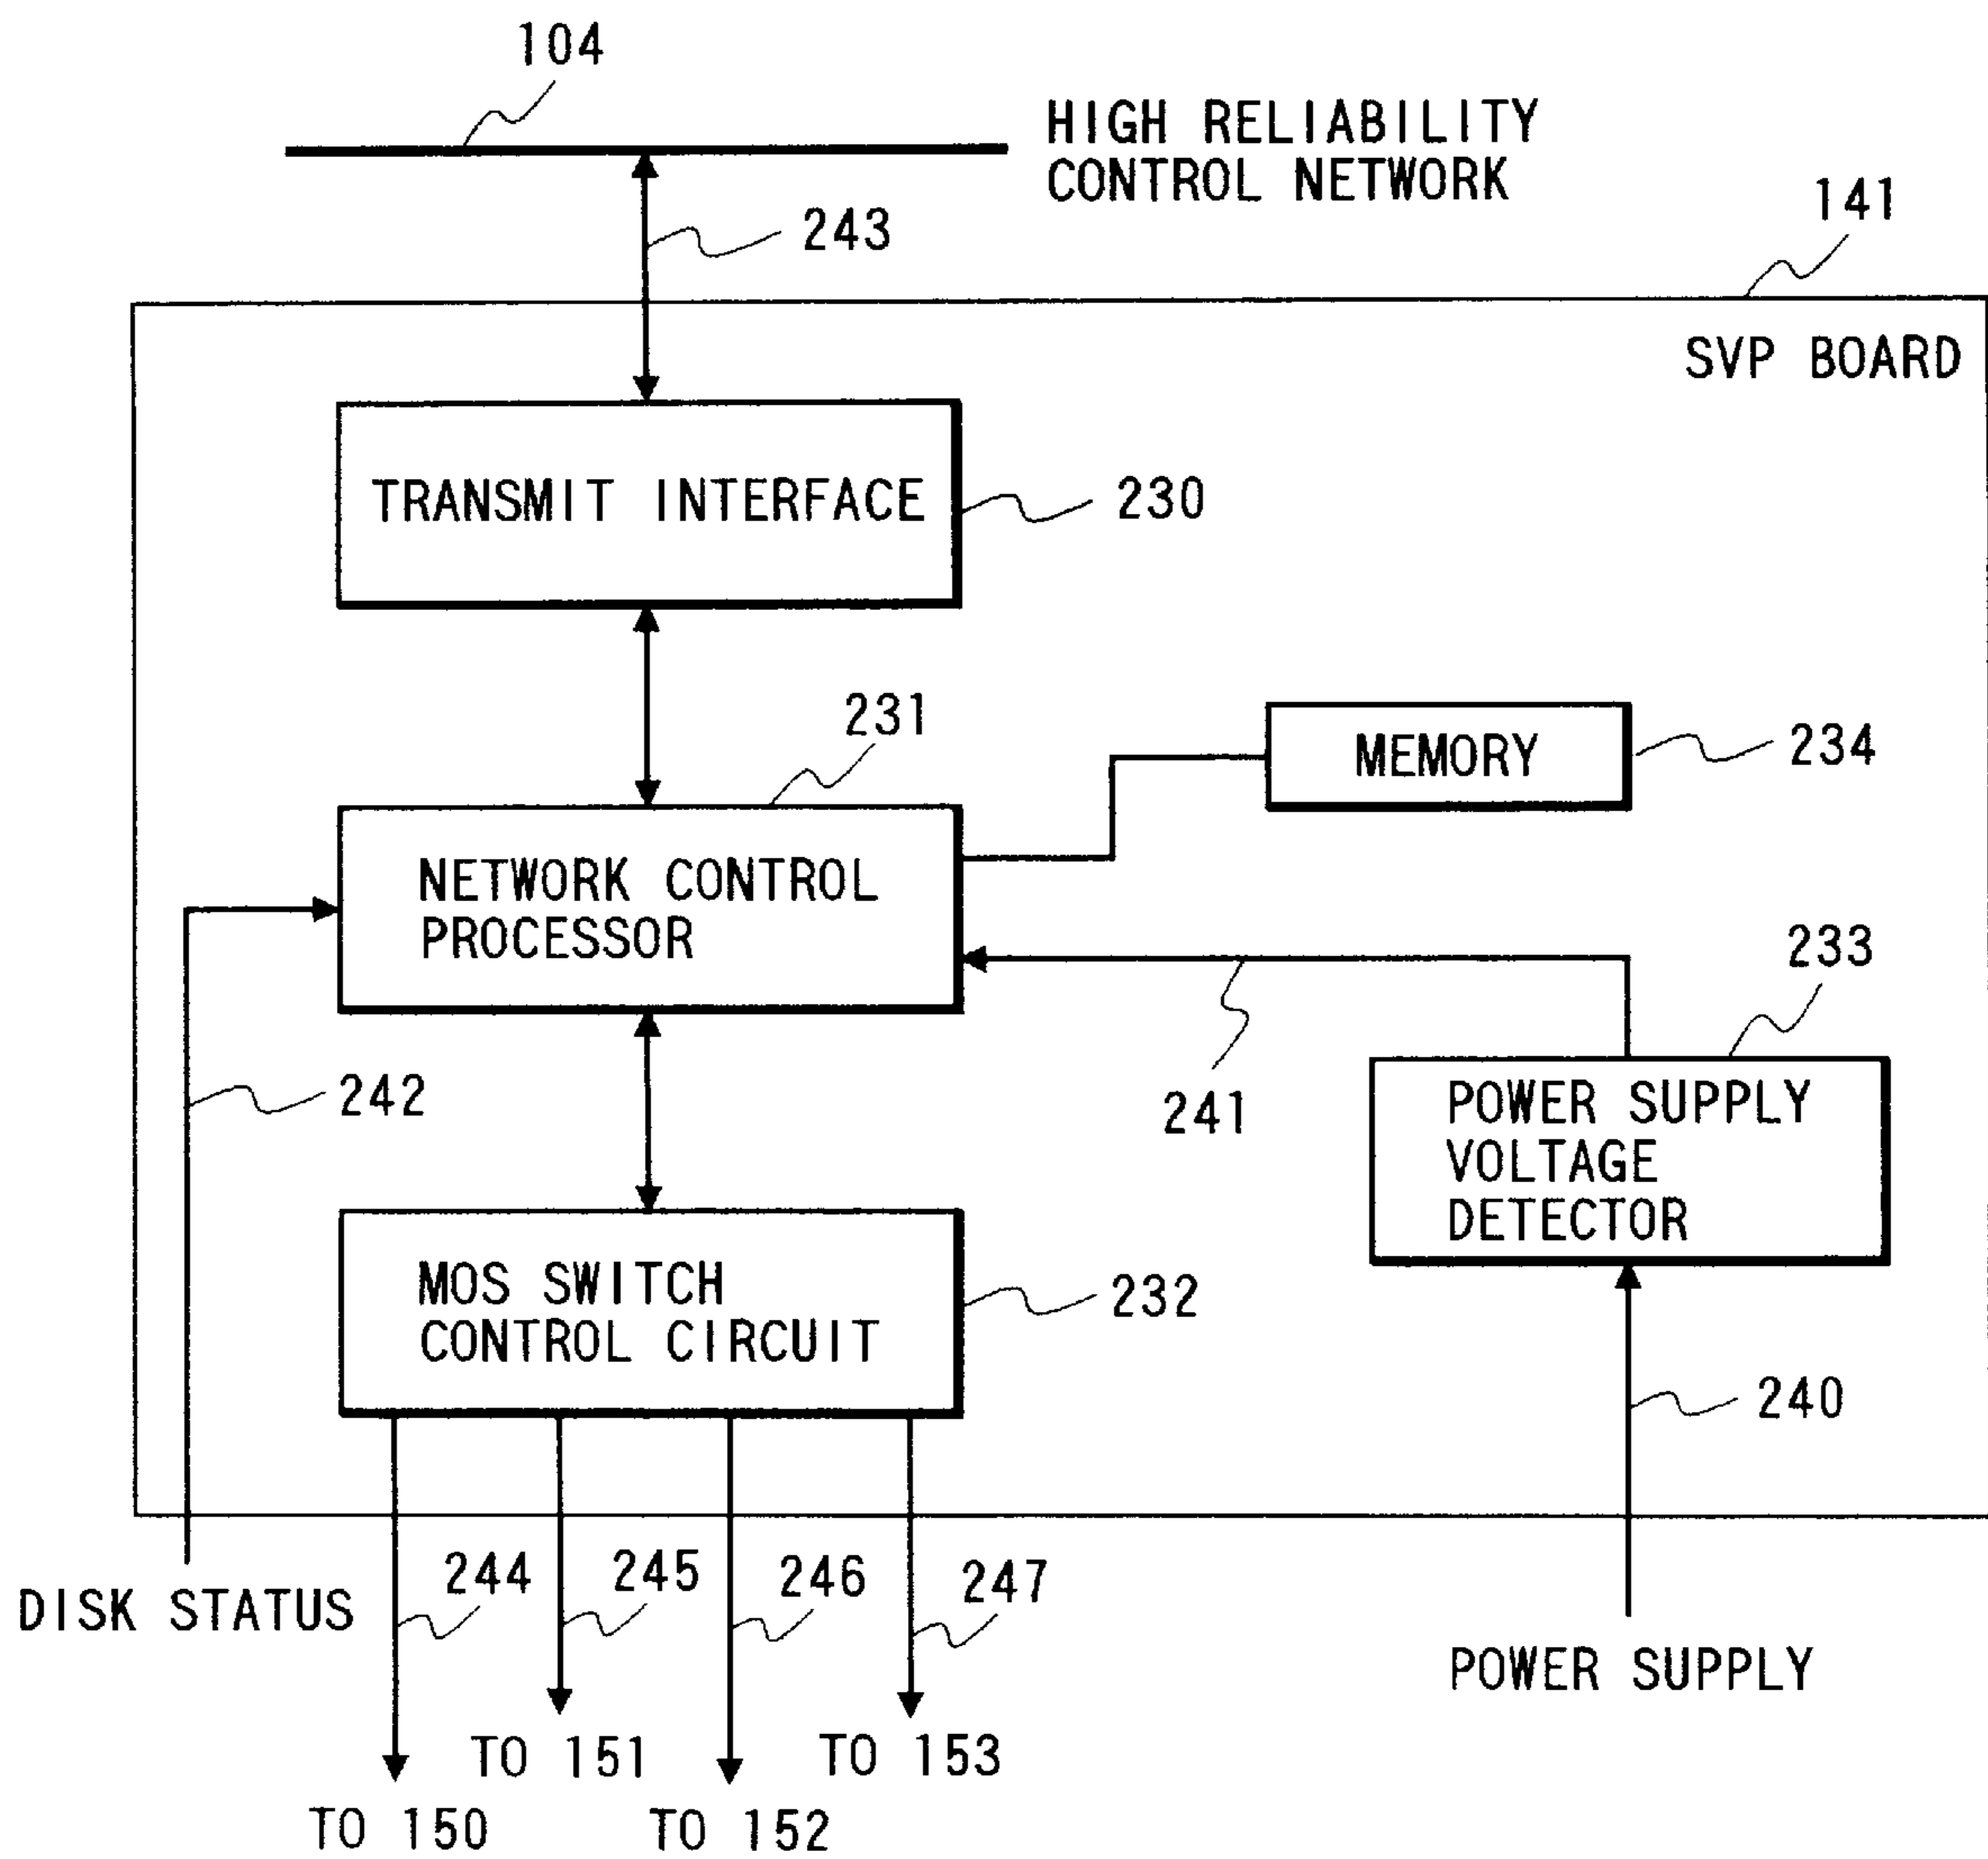 104
HIGH RELIABILITY
CONTROL NETWORK
243
141
SVP BOARD
TRANSMIT INTERFACE
230
231
MEMORY
234
NETWORK CONTROL
PROCESSOR
233
242
241
POWER SUPPLY
VOLTAGE
DETECTOR
MOS SWITCH
CONTROL CIRCUIT
232
240
244
245
246
247
DISK STATUS
POWER SUPPLY
TO 151
TO 153
TO 150
TO 152